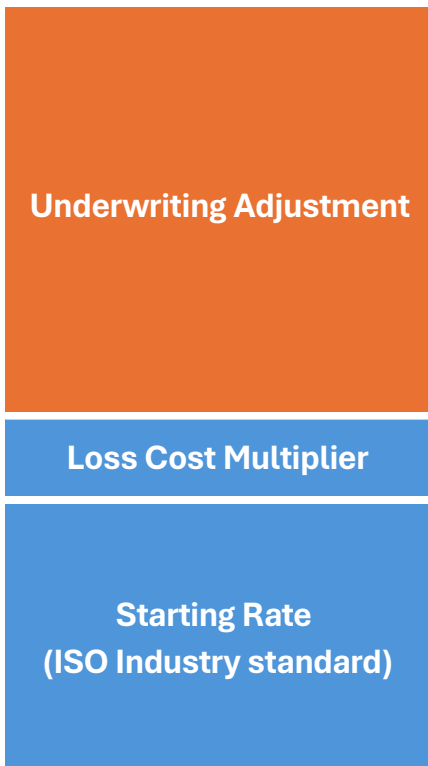 Underwriting Adjustment
Loss Cost Multiplier
Starting Rate
(ISO Industry standard)